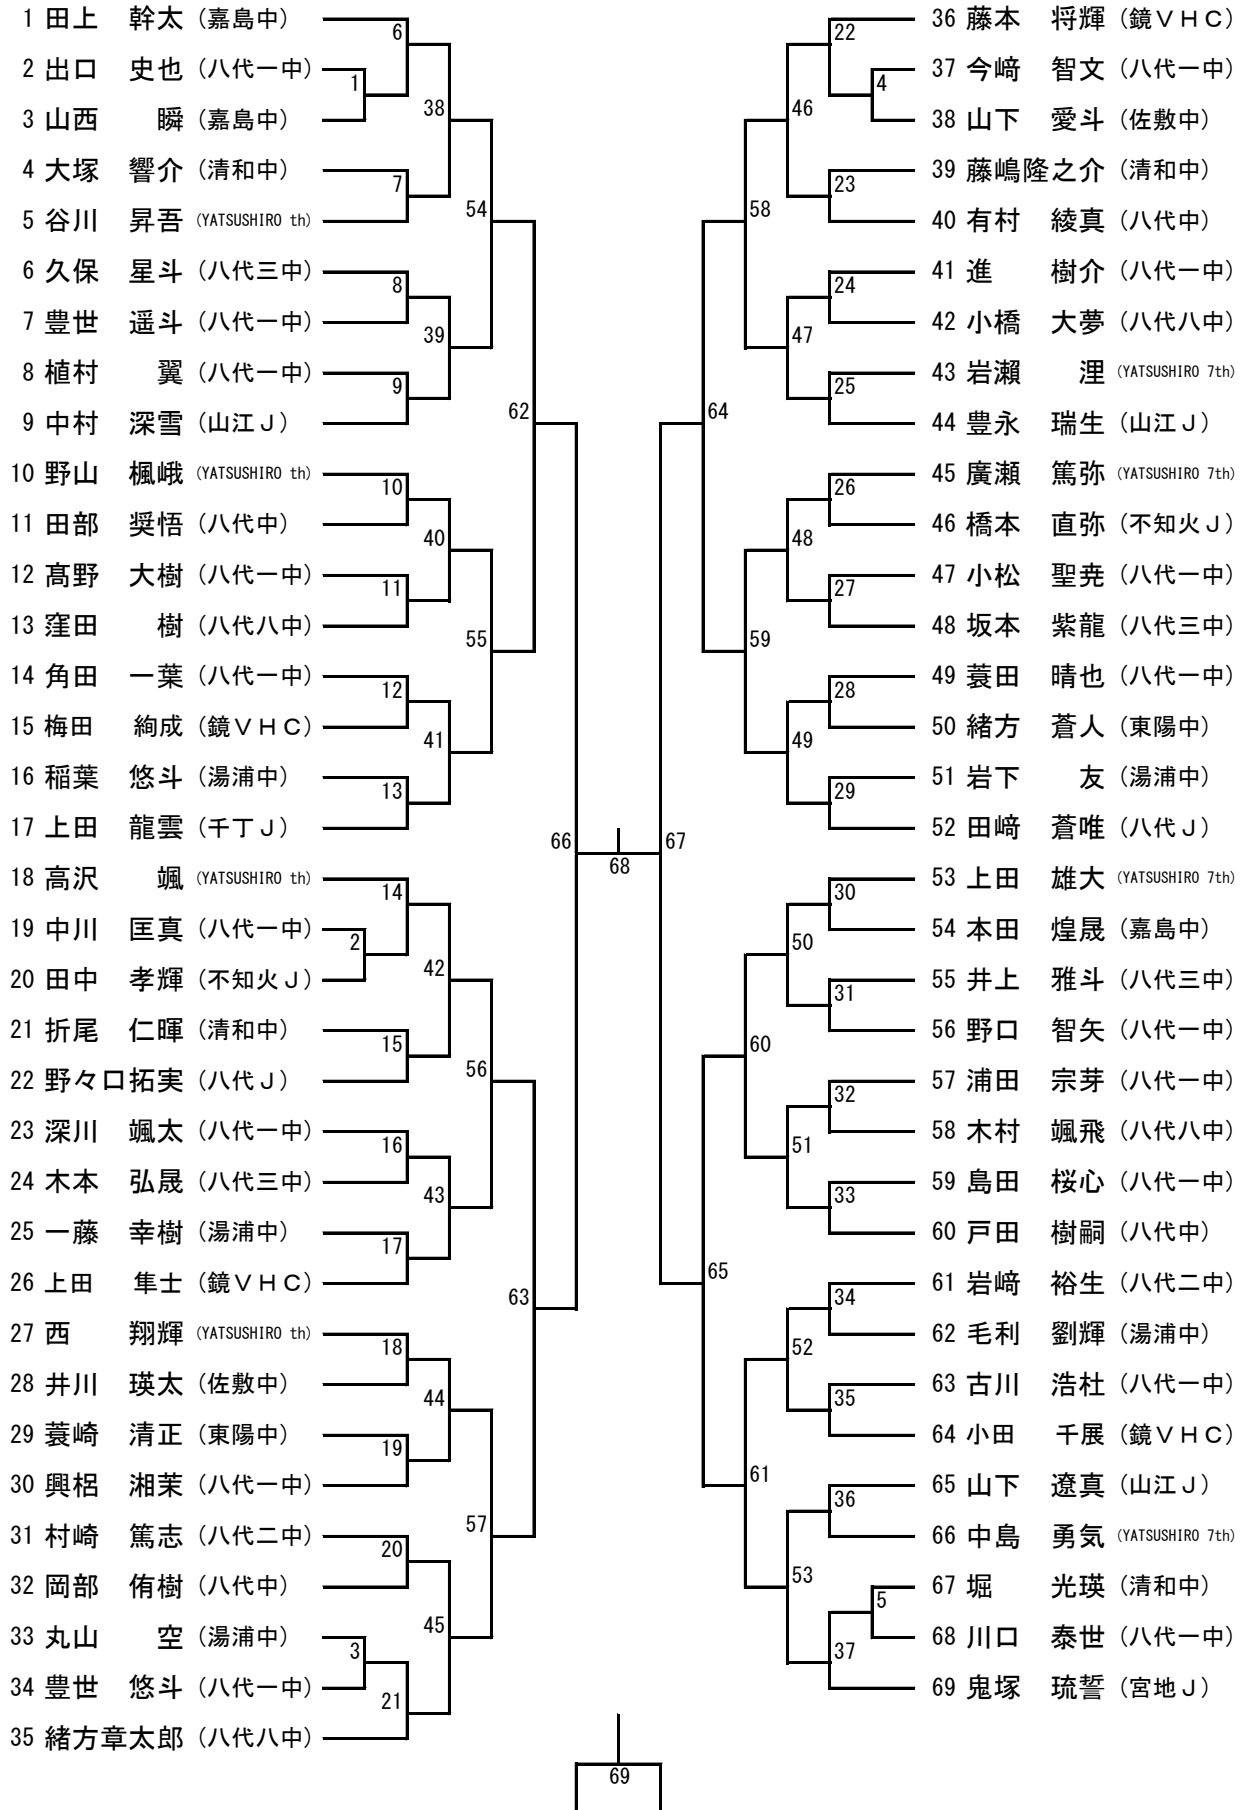 1 田上 幹太 (嘉島中)
2 出口 史也 (八代一中)
3 山西 瞬 (嘉島中)
4 大塚 響介 (清和中)
5 谷川 昇吾 (YATSUSHIRO th)
6 久保 星斗 (八代三中)
7 豊世 遥斗 (八代一中)
8 植村 翼 (八代一中)
9 中村 深雪 (山江J)
10 野山 楓峨 (YATSUSHIRO th)
11 田部 奨悟 (八代中)
12 髙野 大樹 (八代一中)
13 窪田 樹 (八代八中)
14 角田 一葉 (八代一中)
15 梅田 絢成 (鏡VHC)
16 稲葉 悠斗 (湯浦中)
17 上田 龍雲 (千丁J)
18 高沢 颯 (YATSUSHIRO th)
19 中川 匡真 (八代一中)
20 田中 孝輝 (不知火J)
21 折尾 仁暉 (清和中)
22 野々口拓実 (八代J)
23 深川 颯太 (八代一中)
24 木本 弘晟 (八代三中)
25 一藤 幸樹 (湯浦中)
26 上田 隼士 (鏡VHC)
27 西 翔輝 (YATSUSHIRO th)
28 井川 瑛太 (佐敷中)
29 蓑崎 清正 (東陽中)
30 興梠 湘茉 (八代一中)
31 村崎 篤志 (八代二中)
32 岡部 侑樹 (八代中)
33 丸山 空 (湯浦中)
34 豊世 悠斗 (八代一中)
35 緒方章太郎 (八代八中)
1
2
3
6
7
8
9
10
11
12
13
14
15
16
17
18
19
20
21
38
39
40
41
42
43
44
45
54
55
56
57
62
63
66
68
67
64
65
58
59
60
61
46
47
48
49
50
51
52
53
22
23
24
25
26
27
28
29
30
31
32
33
34
35
36
37
4
5
36 藤本 将輝 (鏡VHC)
37 今﨑 智文 (八代一中)
38 山下 愛斗 (佐敷中)
39 藤嶋隆之介 (清和中)
40 有村 綾真 (八代中)
41 進 樹介 (八代一中)
42 小橋 大夢 (八代八中)
43 岩瀬 浬 (YATSUSHIRO 7th)
44 豊永 瑞生 (山江J)
45 廣瀬 篤弥 (YATSUSHIRO 7th)
46 橋本 直弥 (不知火J)
47 小松 聖尭 (八代一中)
48 坂本 紫龍 (八代三中)
49 蓑田 晴也 (八代一中)
50 緒方 蒼人 (東陽中)
51 岩下 友 (湯浦中)
52 田﨑 蒼唯 (八代J)
53 上田 雄大 (YATSUSHIRO 7th)
54 本田 煌晟 (嘉島中)
55 井上 雅斗 (八代三中)
56 野口 智矢 (八代一中)
57 浦田 宗芽 (八代一中)
58 木村 颯飛 (八代八中)
59 島田 桜心 (八代一中)
60 戸田 樹嗣 (八代中)
61 岩﨑 裕生 (八代二中)
62 毛利 劉輝 (湯浦中)
63 古川 浩杜 (八代一中)
64 小田 千展 (鏡VHC)
65 山下 遼真 (山江J)
66 中島 勇気 (YATSUSHIRO 7th)
67 堀 光瑛 (清和中)
68 川口 泰世 (八代一中)
69 鬼塚 琉誓 (宮地J)
69